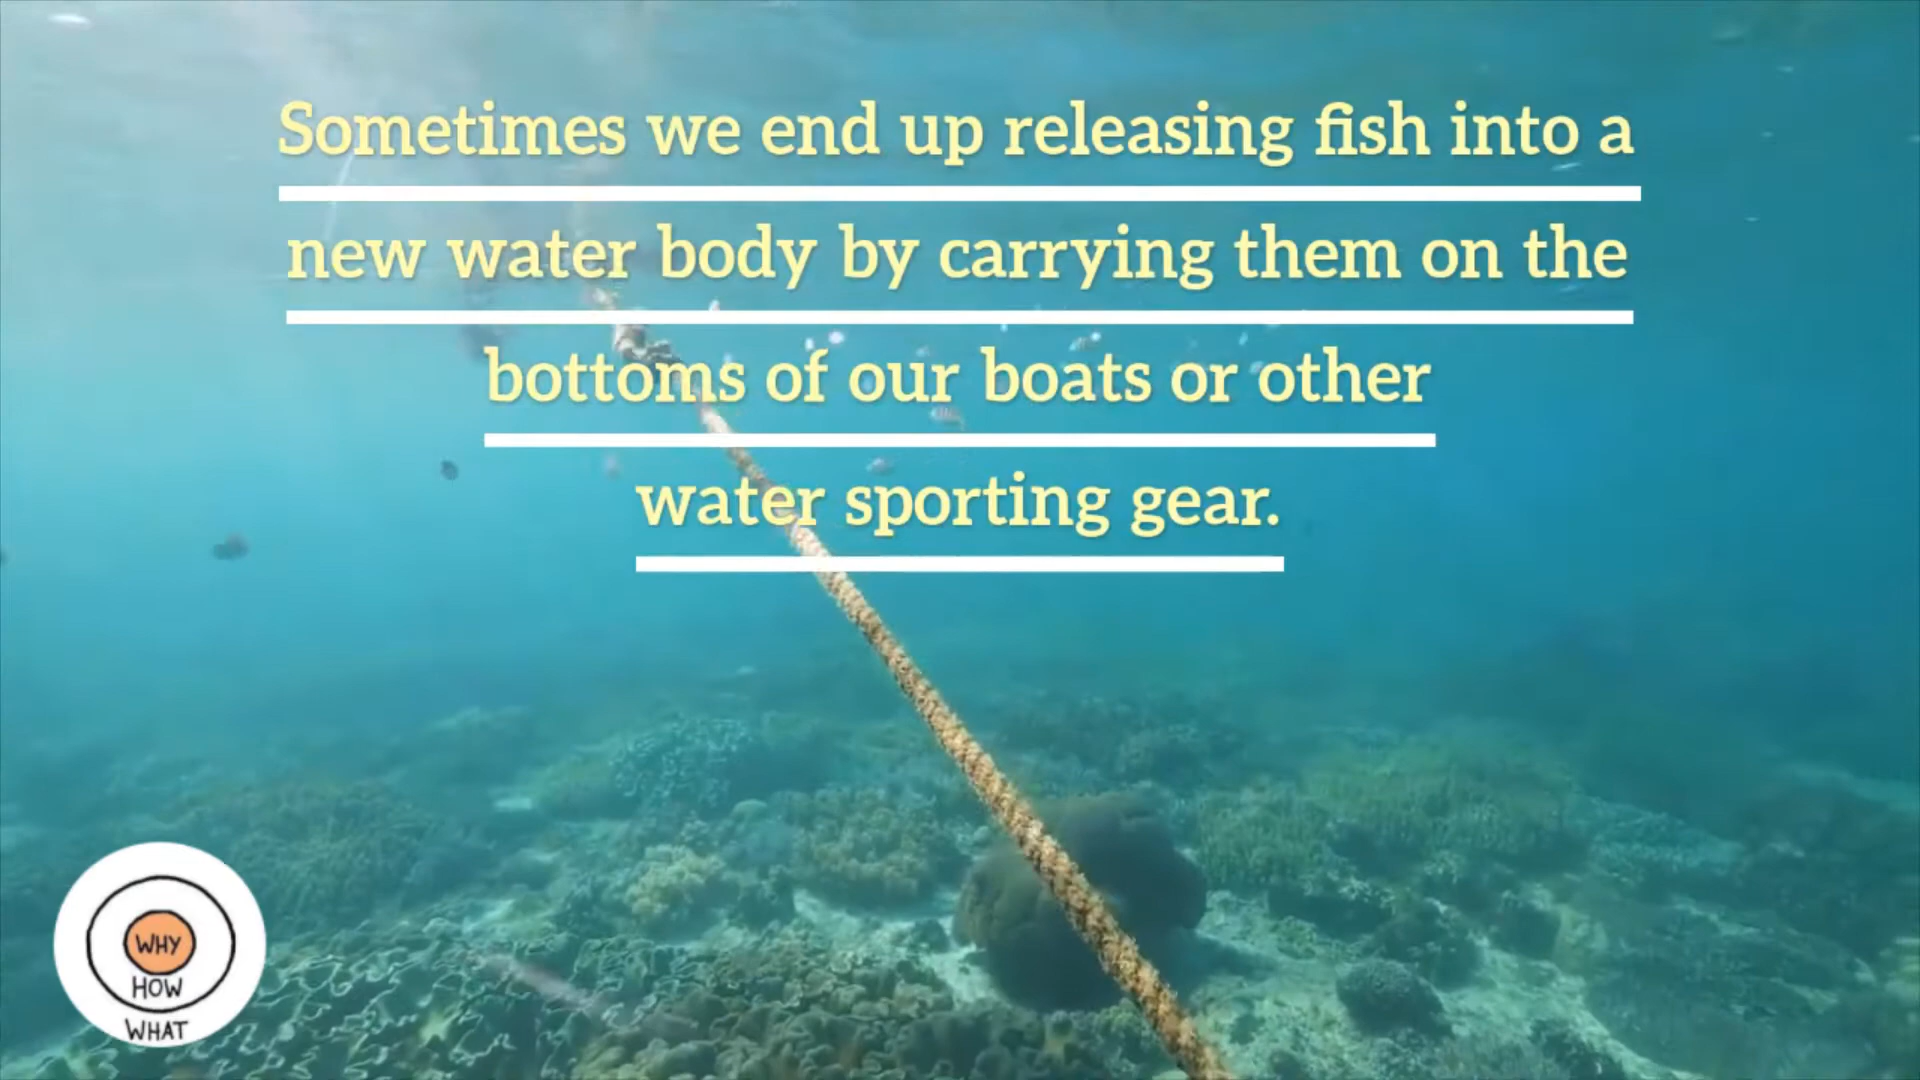 Sometimes we end up releasing fish into a
new water body by carrying them on the
bottoms of our boats or other
water sporting gear.
WHY
HOW
WHAT